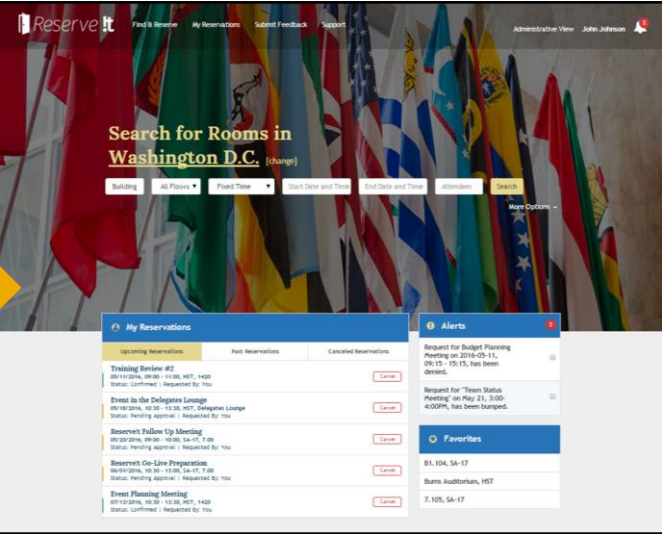 Reserve It
Find It Reserve My Reservations Submit Feedback Support
Administrative View John Johnson 2
Search for Rooms in
Washington D.C. [change]
Building All Floors Fixed Time Start Date and Time End Date and Time Attendees Search
More Options
My Reservations
Upcoming Reservations Past Reservations Canceled Reservations
Training Review #2
05/11/2016, 09:00 - 11:00, HST, 1420
Status: Confirmed | Requested By: You
Cancel
Event in the Delegates Lounge
05/18/2016, 10:30 - 13:30, HST, Delegates Lounge
Status: Pending Approval | Requested By: You
Cancel
ReserveIt Follow Up Meeting
05/20/2016, 09:00 - 10:00, SA-17, 7.00
Status: Pending Approval | Requested By: You
Cancel
ReserveIt Go-Live Preparation
06/01/2016, 10:30 - 13:00, SA-17, 7.00
Status: Pending Approval | Requested By: You
Cancel
Event Planning Meeting
07/13/2016, 10:30 - 13:30, HST, 1420
Status: Confirmed | Requested By: You
Cancel
Alerts 2
Request for Budget Planning
Meeting on 2016-05-11,
09:15 - 15:15, has been
denied.
Request for "Team Status
Meeting" on May 21, 3:00-
4:00PM, has been bumped.
Favorites
B1.104, SA-17
Burns Auditorium, HST
7.105, SA-17